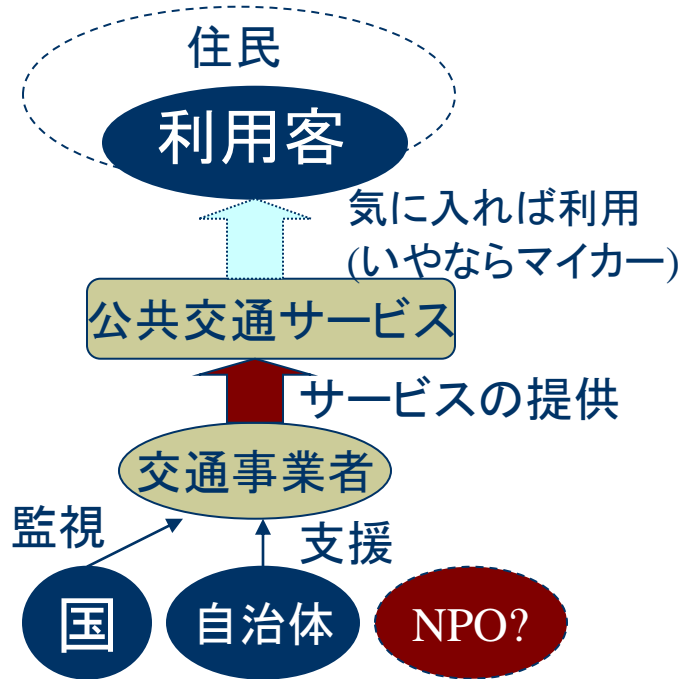 住民
利用客
気に入れば利用
(いやならマイカー)
公共交通サービス
サービスの提供
交通事業者
監視
支援
国
自治体
NPO?